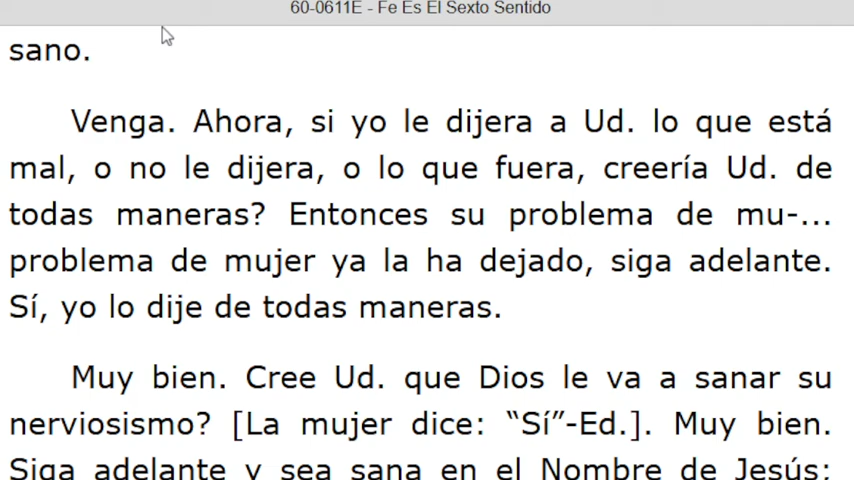 60-0611E - Fe Es El Sexto Sentido
sano.
Venga. Ahora, si yo le dijera a Ud. lo que está
mal, o no le dijera, o lo que fuera, creería Ud. de
todas maneras? Entonces su problema de mu-...
problema de mujer ya la ha dejado, siga adelante.
Sí, yo lo dije de todas maneras.
Muy bien. Cree Ud. que Dios le va a sanar su
nerviosismo? [La mujer dice: “Sí”-Ed.]. Muy bien.
Siga adelante y sea sana en el Nombre de Jesús;